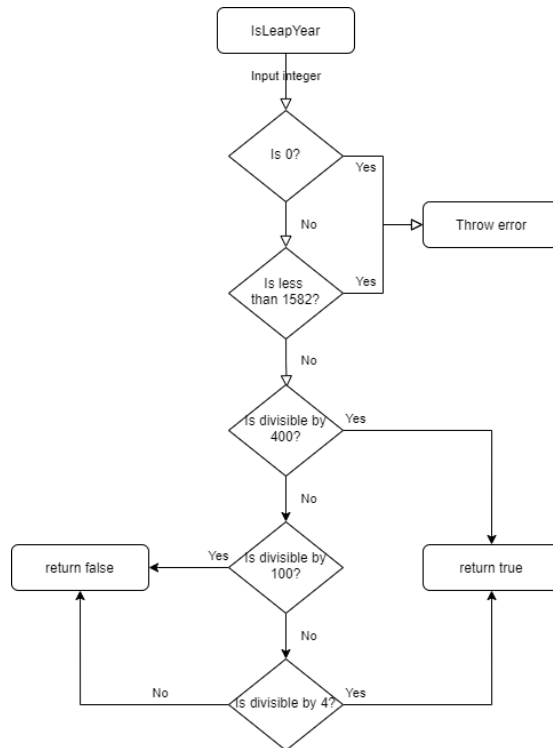 IsLeapYear
Input integer
Is 0?
Yes
No
Throw error
Is less
than 1582?
Yes
No
Is divisible by
400?
Yes
No
return false
Yes
Is divisible by
100?
return true
No
No
Is divisible by 4?
Yes